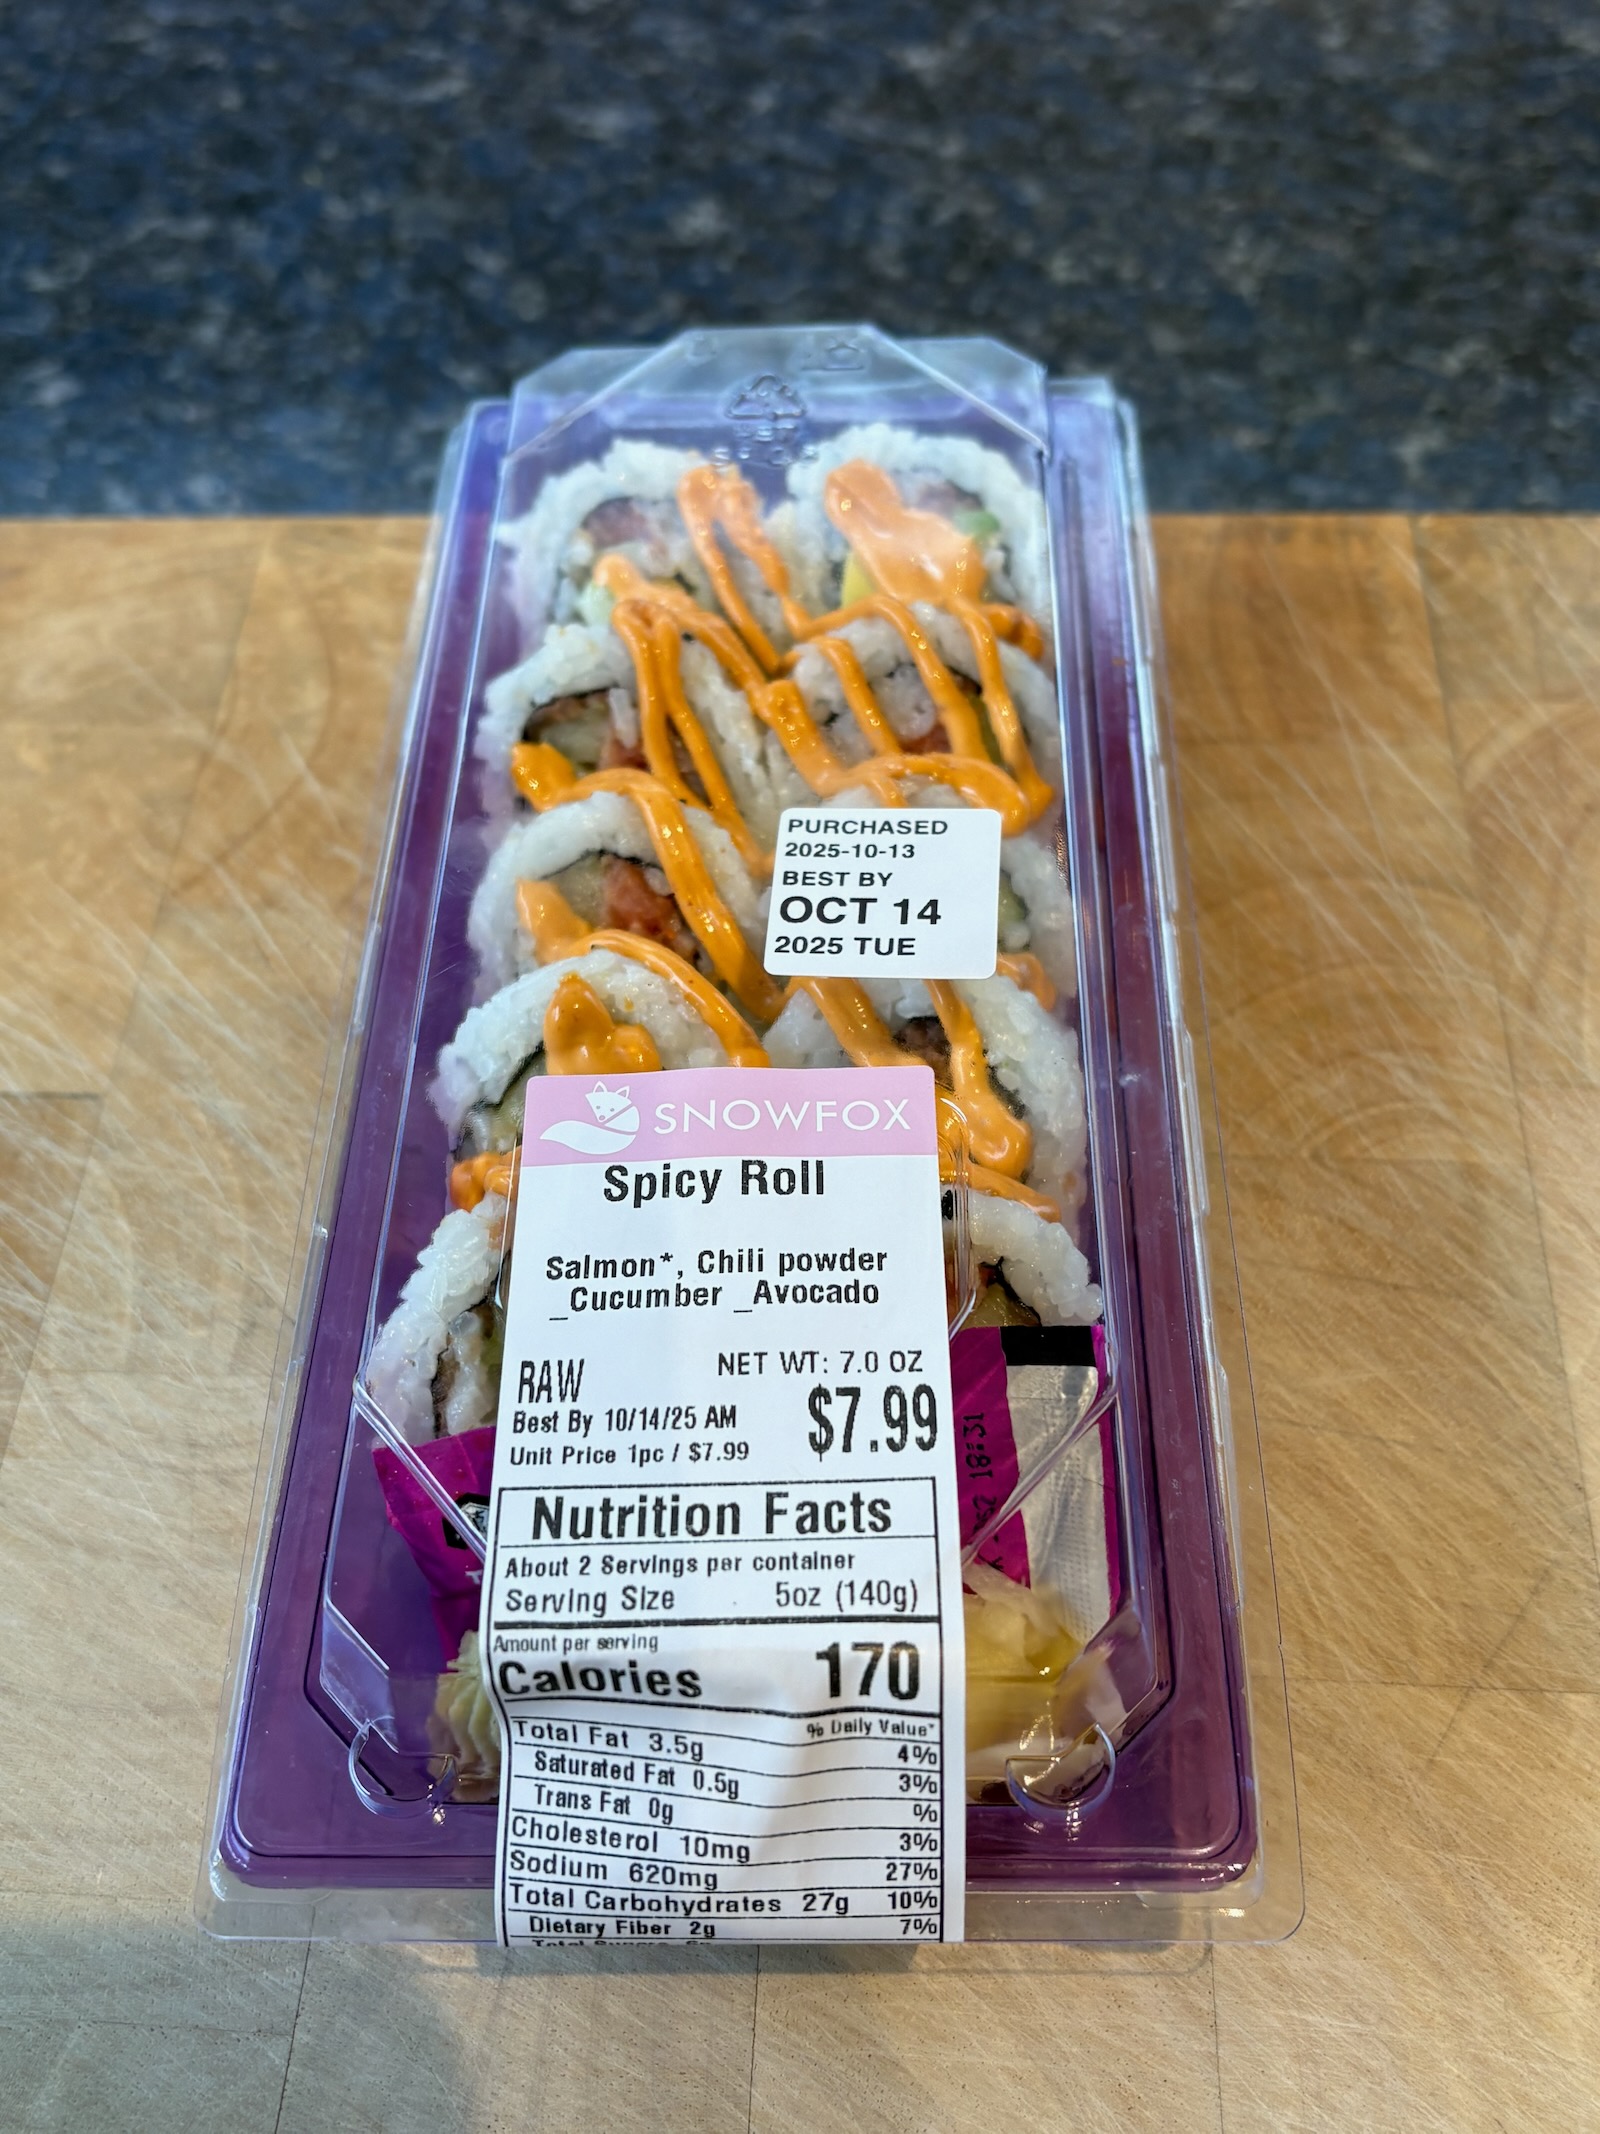 PURCHASED
2025-10-13
BEST BY
OCT 14
2025 TUE
SNOWFOX
Spicy Roll
Salmon*, Chili powder
_Cucumber _Avocado
RAW
NET WT: 7.0 OZ
$7.99
Best By 10/14/25 AM
Unit Price 1pc / $7.99
18:31
Nutrition Facts
About 2 Servings per container
Serving Size 5oz (140g)
Amount per serving
Calories 170
% Daily Value*
Total Fat 3.5g 4%
Saturated Fat 0.5g 3%
Trans Fat 0g %
Cholesterol 10mg 3%
Sodium 620mg 27%
Total Carbohydrates 27g 10%
Dietary Fiber 2g 7%